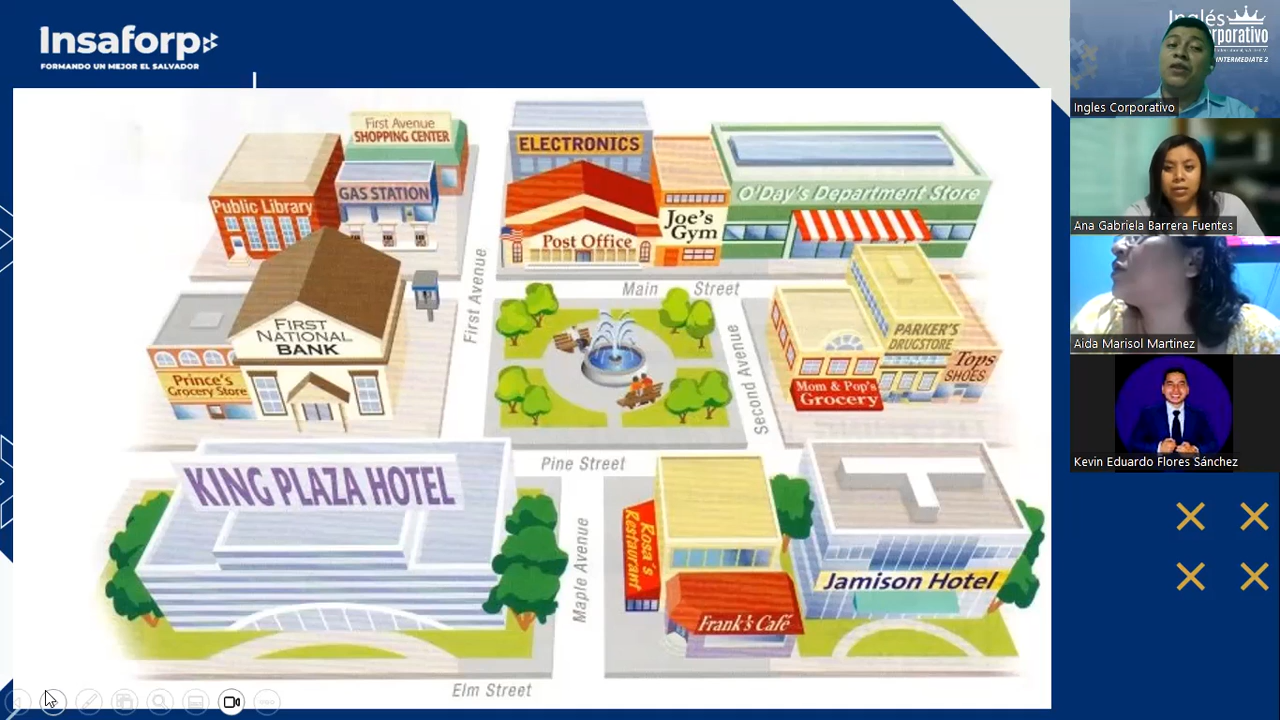 Insaforp
FORMANDO UN MEJOR EL SALVADOR
First Avenue
SHOPPING CENTER
GAS STATION
Public Library
ELECTRONICS
Post Office
Joe's
Gym
O'Day's Department Store
Main Street
First Avenue
Second Avenue
FIRST
NATIONAL
BANK
Prince's
Grocery Store
PARKER'S
DRUGSTORE
Tops
SHOES
Mom & Pop's
Grocery
Pine Street
KING PLAZA HOTEL
Maple Avenue
Rosa's
Restaurant
Frank's Café
Jamison Hotel
Elm Street
Inglés
INTERMEDIATE 2
Ingles Corporativo
Ana Gabriela Barrera Fuentes
Aida Marisol Martinez
Kevin Eduardo Flores Sánchez